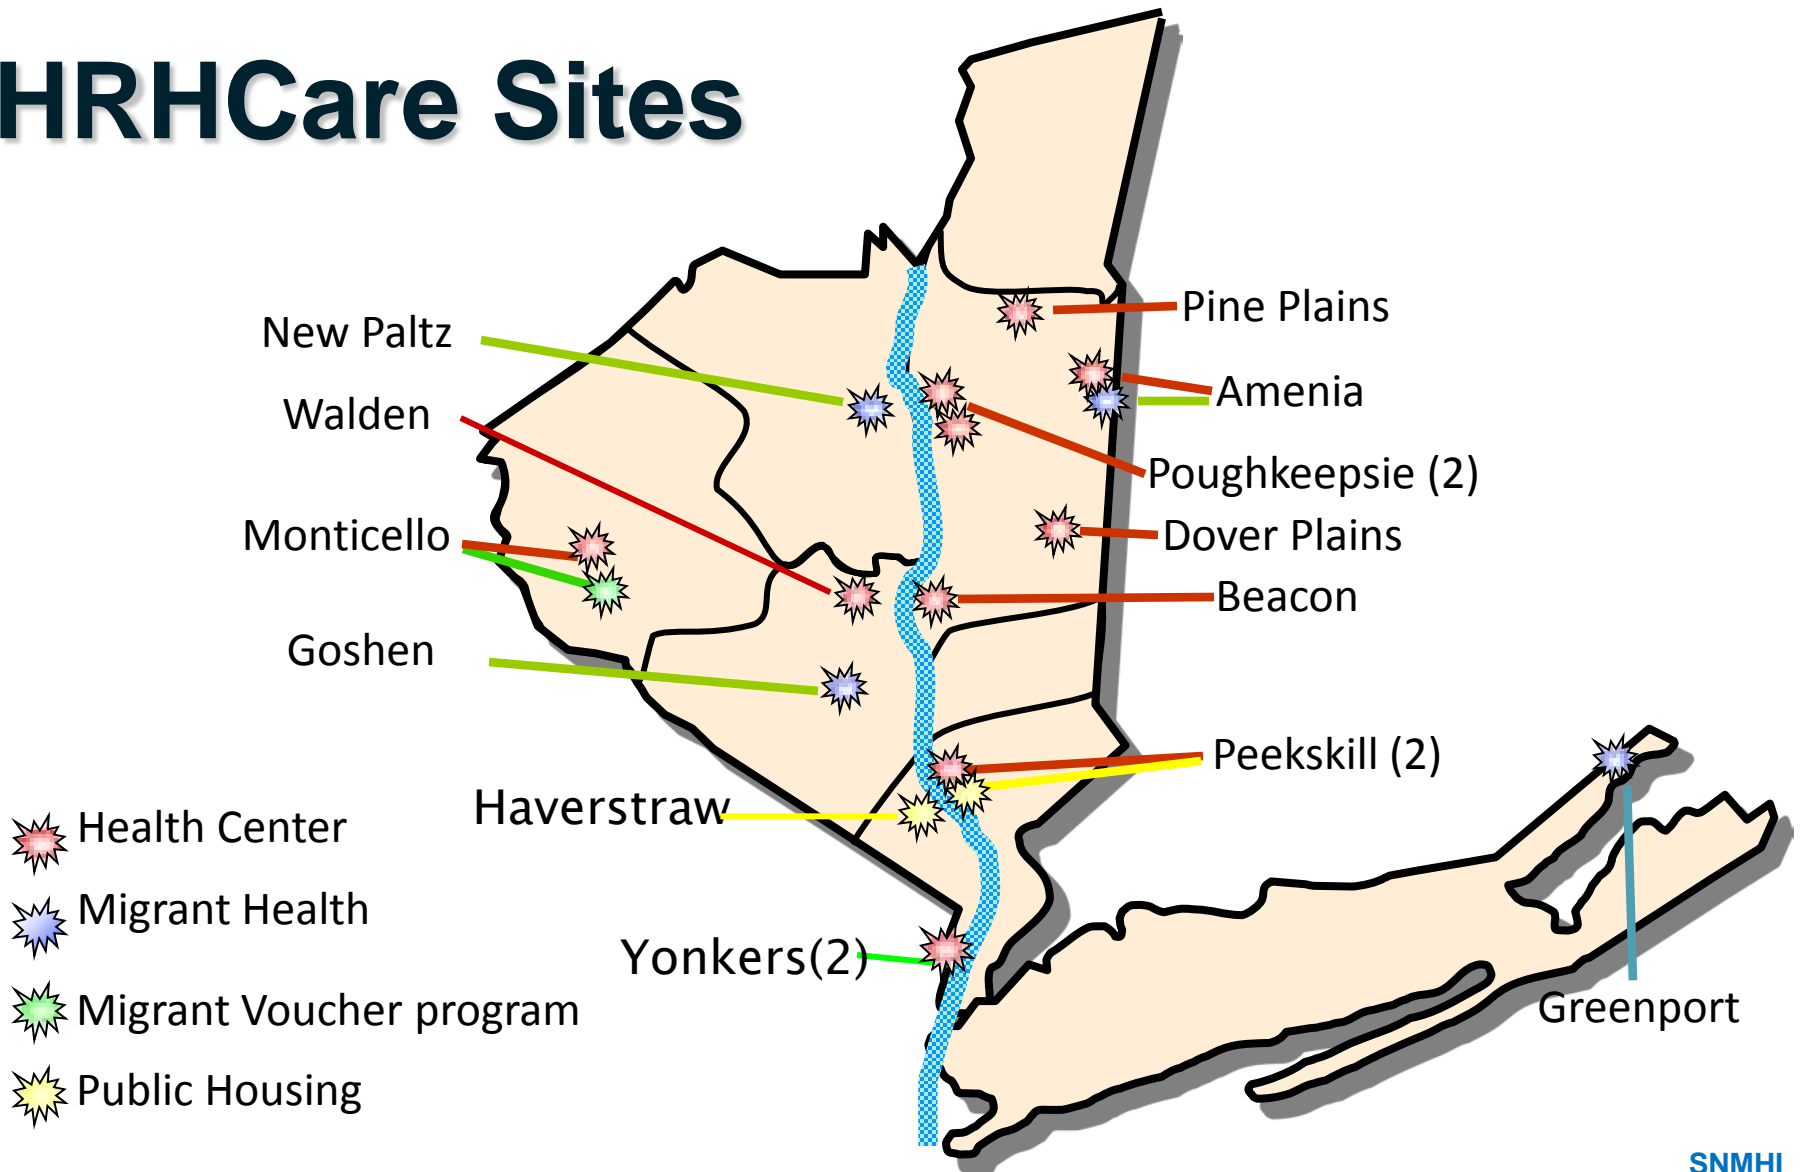 HRHCare Sites
New Paltz
Walden
Monticello
Goshen
Haverstraw
Yonkers(2)
Pine Plains
Amenia
Poughkeepsie (2)
Dover Plains
Beacon
Peekskill (2)
Greenport
Health Center
Migrant Health
Migrant Voucher program
Public Housing
SNMHI